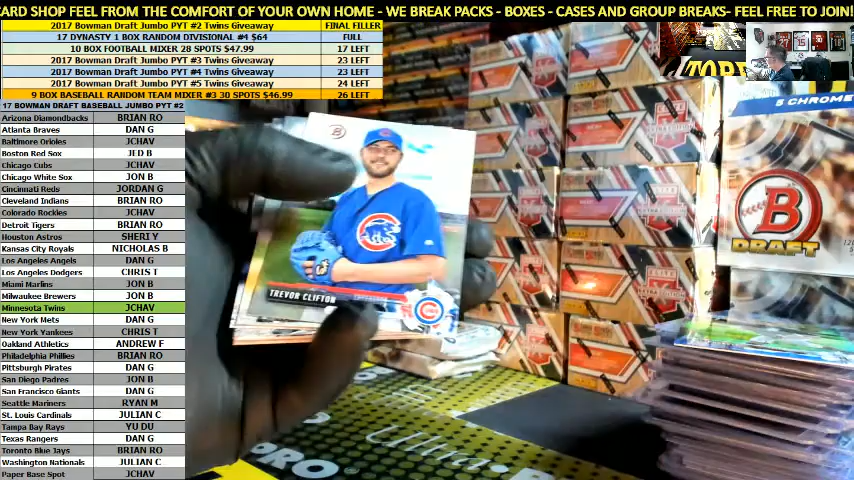 CARD SHOP FEEL FROM THE COMFORT OF YOUR OWN HOME - WE BREAK PACKS - BOXES - CASES AND GROUP BREAKS- FEEL FREE TO JOIN!
2017 Bowman Draft Jumbo PYT #2 Twins Giveaway FINAL FILLER
17 DYNASTY 1 BOX RANDOM DIVISIONAL #4 $64 FULL
10 BOX FOOTBALL MIXER 28 SPOTS $47.99 17 LEFT
2017 Bowman Draft Jumbo PYT #3 Twins Giveaway 23 LEFT
2017 Bowman Draft Jumbo PYT #4 Twins Giveaway 23 LEFT
2017 Bowman Draft Jumbo PYT #5 Twins Giveaway 24 LEFT
9 BOX BASEBALL RANDOM TEAM MIXER #3 30 SPOTS $46.99 26 LEFT
17 BOWMAN DRAFT BASEBALL JUMBO PYT #2
Arizona Diamondbacks BRIAN RO
Atlanta Braves DAN G
Baltimore Orioles JCHAV
Boston Red Sox JED B
Chicago Cubs JCHAV
Chicago White Sox JON B
Cincinnati Reds JORDAN G
Cleveland Indians BRIAN RO
Colorado Rockies JCHAV
Detroit Tigers BRIAN RO
Houston Astros SHERI Y
Kansas City Royals NICHOLAS B
Los Angeles Angels DAN G
Los Angeles Dodgers CHRIS T
Miami Marlins JON B
Milwaukee Brewers JON B
Minnesota Twins JCHAV
New York Mets DAN G
New York Yankees CHRIS T
Oakland Athletics ANDREW F
Philadelphia Phillies BRIAN RO
Pittsburgh Pirates DAN G
San Diego Padres JON B
San Francisco Giants DAN G
Seattle Mariners RYAN M
St. Louis Cardinals JULIAN C
Tampa Bay Rays YU DU
Texas Rangers DAN G
Toronto Blue Jays BRIAN RO
Washington Nationals JULIAN C
Paper Base Spot JCHAV
TREVOR CLIFTON
5 CHROME
B
DRAFT
Ultra
PRO